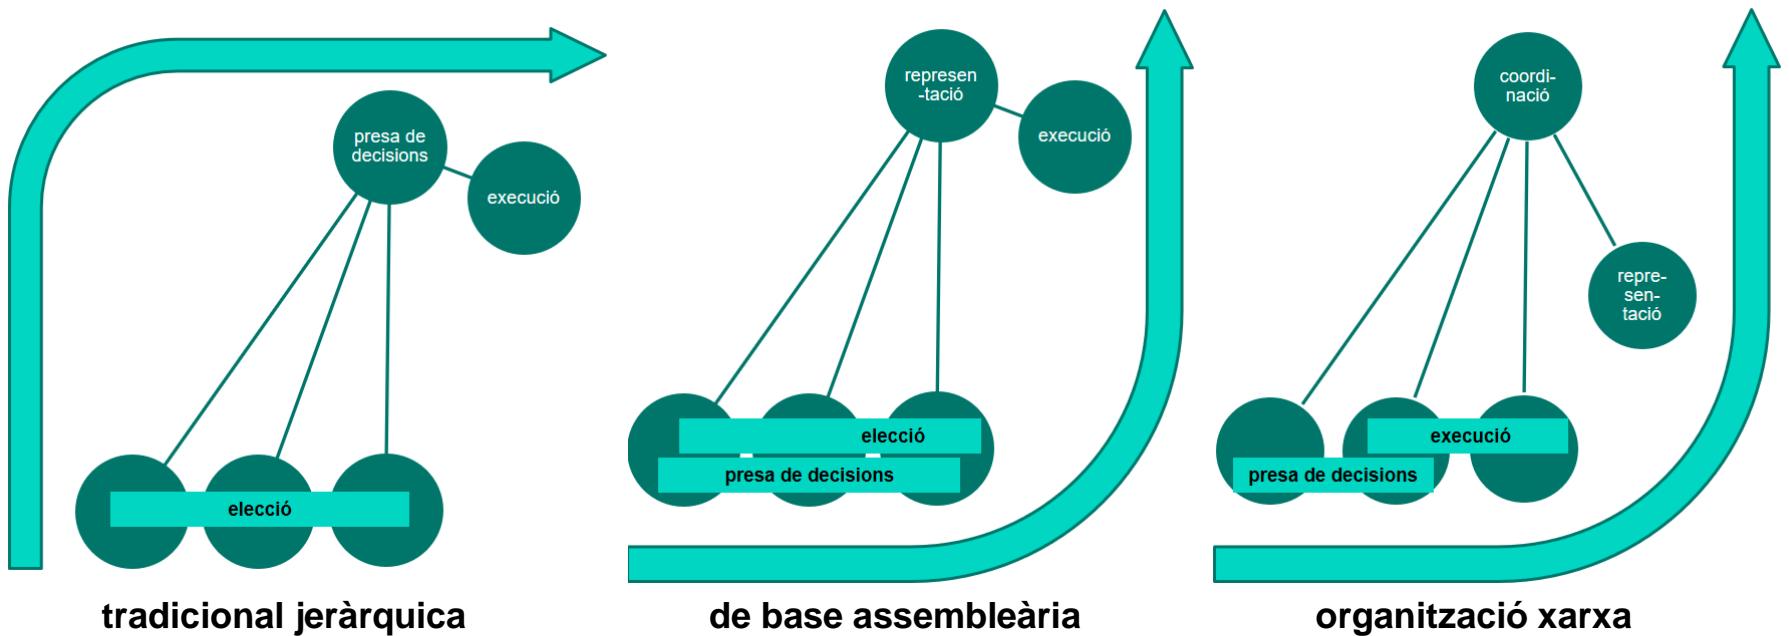 presa de
decisions
execució
elecció
tradicional jeràrquica
represen
-tació
execució
elecció
presa de decisions
de base assembleària
coordi-
nació
repre-
sen-
tació
execució
presa de decisions
organització xarxa